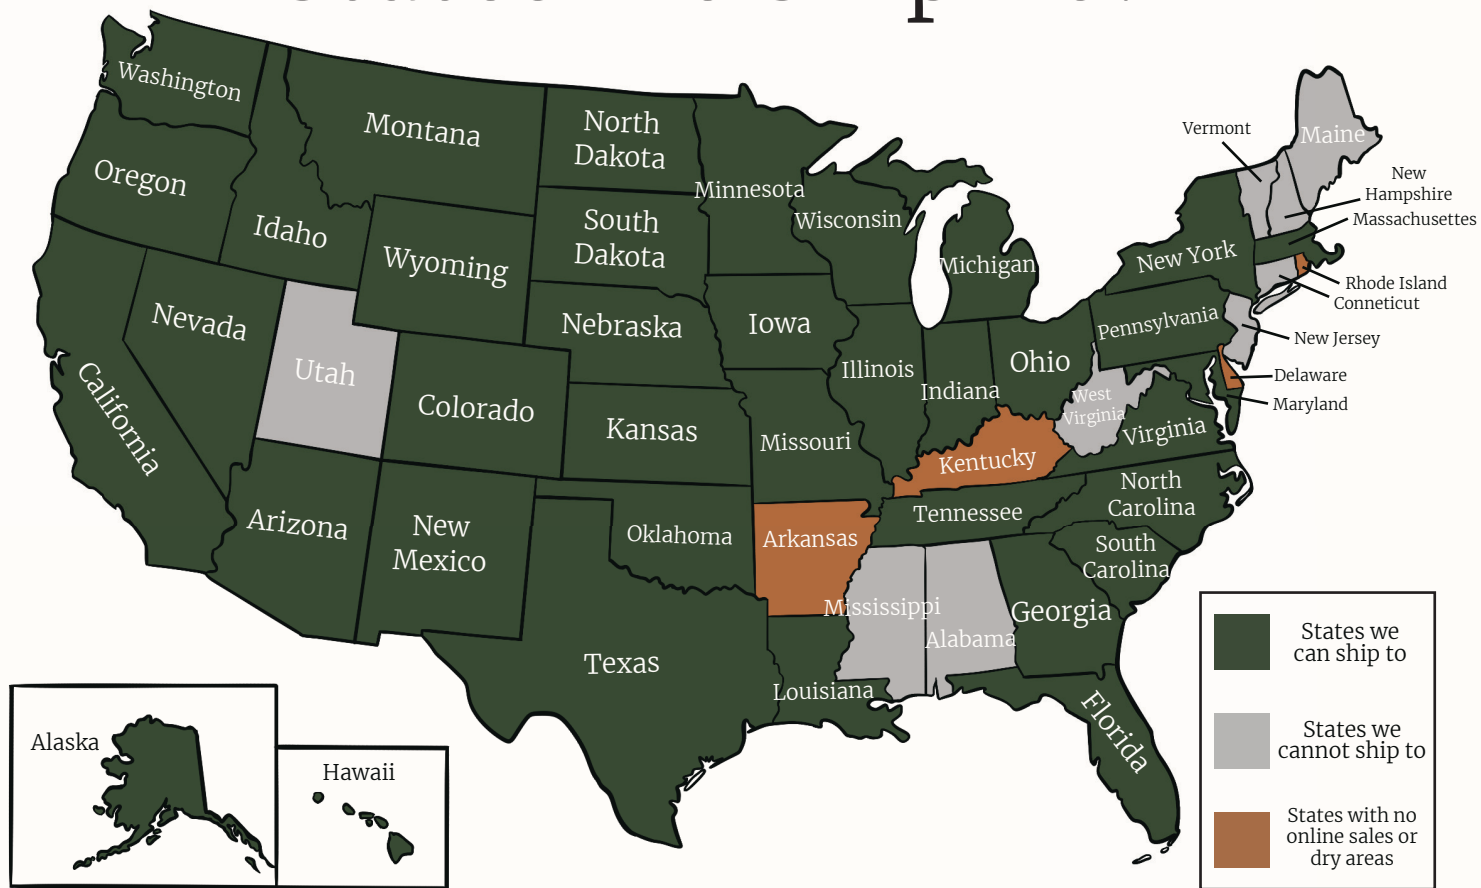 Washington
Montana
North
Dakota
Minnesota
Vermont
Maine
New
Hampshire
Massachusettes
Oregon
Idaho
Wyoming
South
Dakota
Wisconsin
Michigan
New York
Rhode Island
Conneticut
New Jersey
Delaware
Maryland
Nevada
Utah
California
Colorado
Nebraska
Iowa
Illinois
Indiana
Ohio
Pennsylvania
West
Virginia
Virginia
Kansas
Missouri
Kentucky
Arizona
New
Mexico
Oklahoma
Arkansas
Tennessee
North
Carolina
South
Carolina
Mississippi
Alabama
Georgia
Texas
Louisiana
Florida
Alaska
Hawaii
States we
can ship to
States we
cannot ship to
States with no
online sales or
dry areas